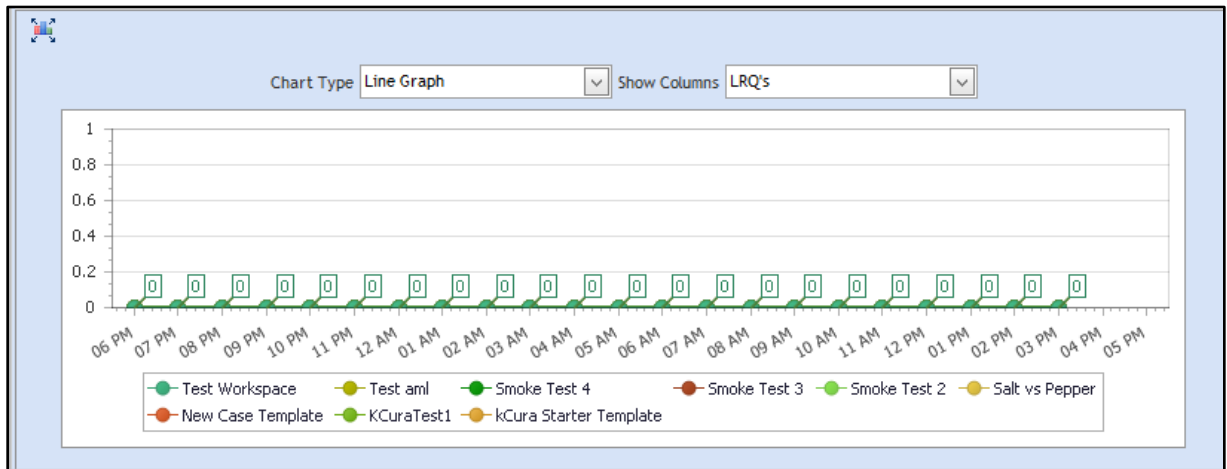 Chart Type Line Graph Show Columns LRQ's
1
0.8
0.6
0.4
0.2
0 0 0 0 0 0 0 0 0 0 0 0 0 0 0 0 0 0 0 0 0 0
0
06 PM 07 PM 08 PM 09 PM 10 PM 11 PM 12 AM 01 AM 02 AM 03 AM 04 AM 05 AM 06 AM 07 AM 08 AM 09 AM 10 AM 11 AM 12 PM 01 PM 02 PM 03 PM 04 PM 05 PM
Test Workspace Test aml Smoke Test 4 Smoke Test 3 Smoke Test 2 Salt vs Pepper
New Case Template KCuraTest1 kCura Starter Template